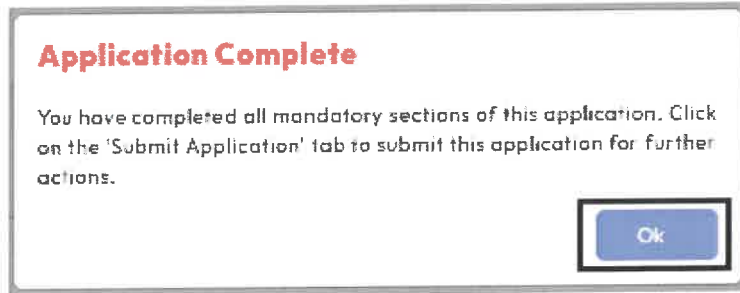 Application Complete
You have completed all mandatory sections of this application. Click
on the 'Submit Application' tab to submit this application for further
actions.
Ok